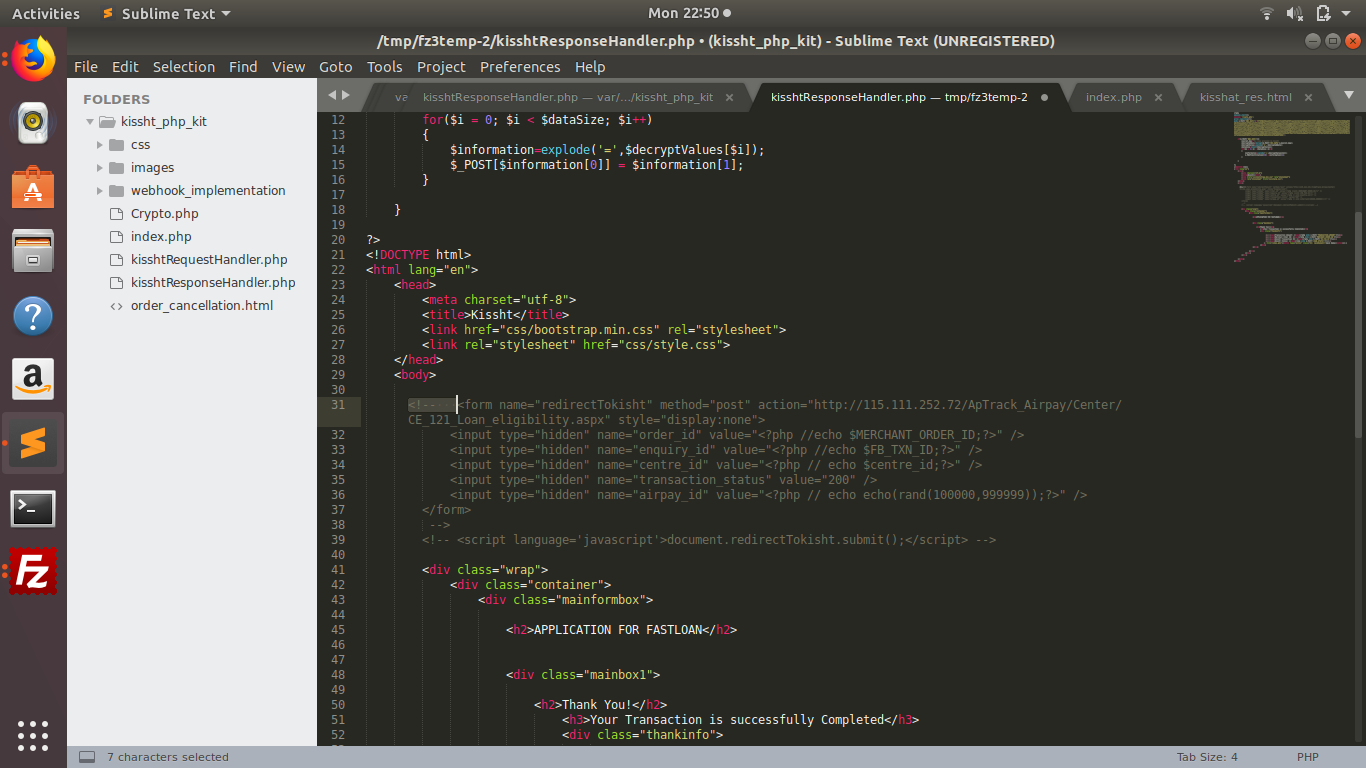 Activities
Sublime Text
Mon 22:50
/tmp/fz3temp-2/kisshtResponseHandler.php • (kissht_php_kit) - Sublime Text (UNREGISTERED)
File Edit Selection Find View Goto Tools Project Preferences Help
FOLDERS
kissht_php_kit
css
images
webhook_implementation
Crypto.php
index.php
kisshtRequestHandler.php
kisshtResponseHandler.php
order_cancellation.html
va kisshtResponseHandler.php — var/.../kissht_php_kit × kisshtResponseHandler.php — tmp/fz3temp-2 index.php × kisshat_res.html ×
12 for($i = 0; $i < $dataSize; $i++)
13 {
14 $information=explode('=',$decryptValues[$i]);
15 $_POST[$information[0]] = $information[1];
16 }
17
18 }
19
20 ?>
21 <!DOCTYPE html>
22 <html lang="en">
23 <head>
24 <meta charset="utf-8">
25 <title>Kissht</title>
26 <link href="css/bootstrap.min.css" rel="stylesheet">
27 <link rel="stylesheet" href="css/style.css">
28 </head>
29 <body>
30
31 <!-- <form name="redirectTokisht" method="post" action="http://115.111.252.72/ApTrack_Airpay/Center/
CE_121_Loan_eligibility.aspx" style="display:none">
32 <input type="hidden" name="order_id" value="<?php //echo $MERCHANT_ORDER_ID;?>" />
33 <input type="hidden" name="enquiry_id" value="<?php //echo $FB_TXN_ID;?>" />
34 <input type="hidden" name="centre_id" value="<?php // echo $centre_id;?>" />
35 <input type="hidden" name="transaction_status" value="200" />
36 <input type="hidden" name="airpay_id" value="<?php // echo echo(rand(100000,999999));?>" />
37 </form>
38 -->
39 <!-- <script language='javascript'>document.redirectTokisht.submit();</script> -->
40
41 <div class="wrap">
42 <div class="container">
43 <div class="mainformbox">
44
45 <h2>APPLICATION FOR FASTLOAN</h2>
46
47
48 <div class="mainbox1">
49
50 <h2>Thank You!</h2>
51 <h3>Your Transaction is successfully Completed</h3>
52 <div class="thankinfo">
7 characters selected
Tab Size: 4
PHP